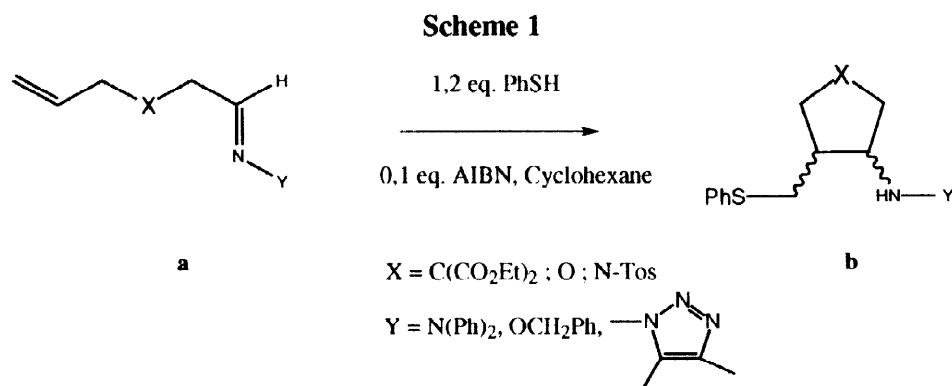 Scheme 1
H
X
N
Y
a
1,2 eq. PhSH
0,1 eq. AIBN, Cyclohexane
X
PhS
HN
Y
b
X = C(CO₂Et)₂ ; O ; N-Tos
Y = N(Ph)₂, OCH₂Ph,
N
N
N